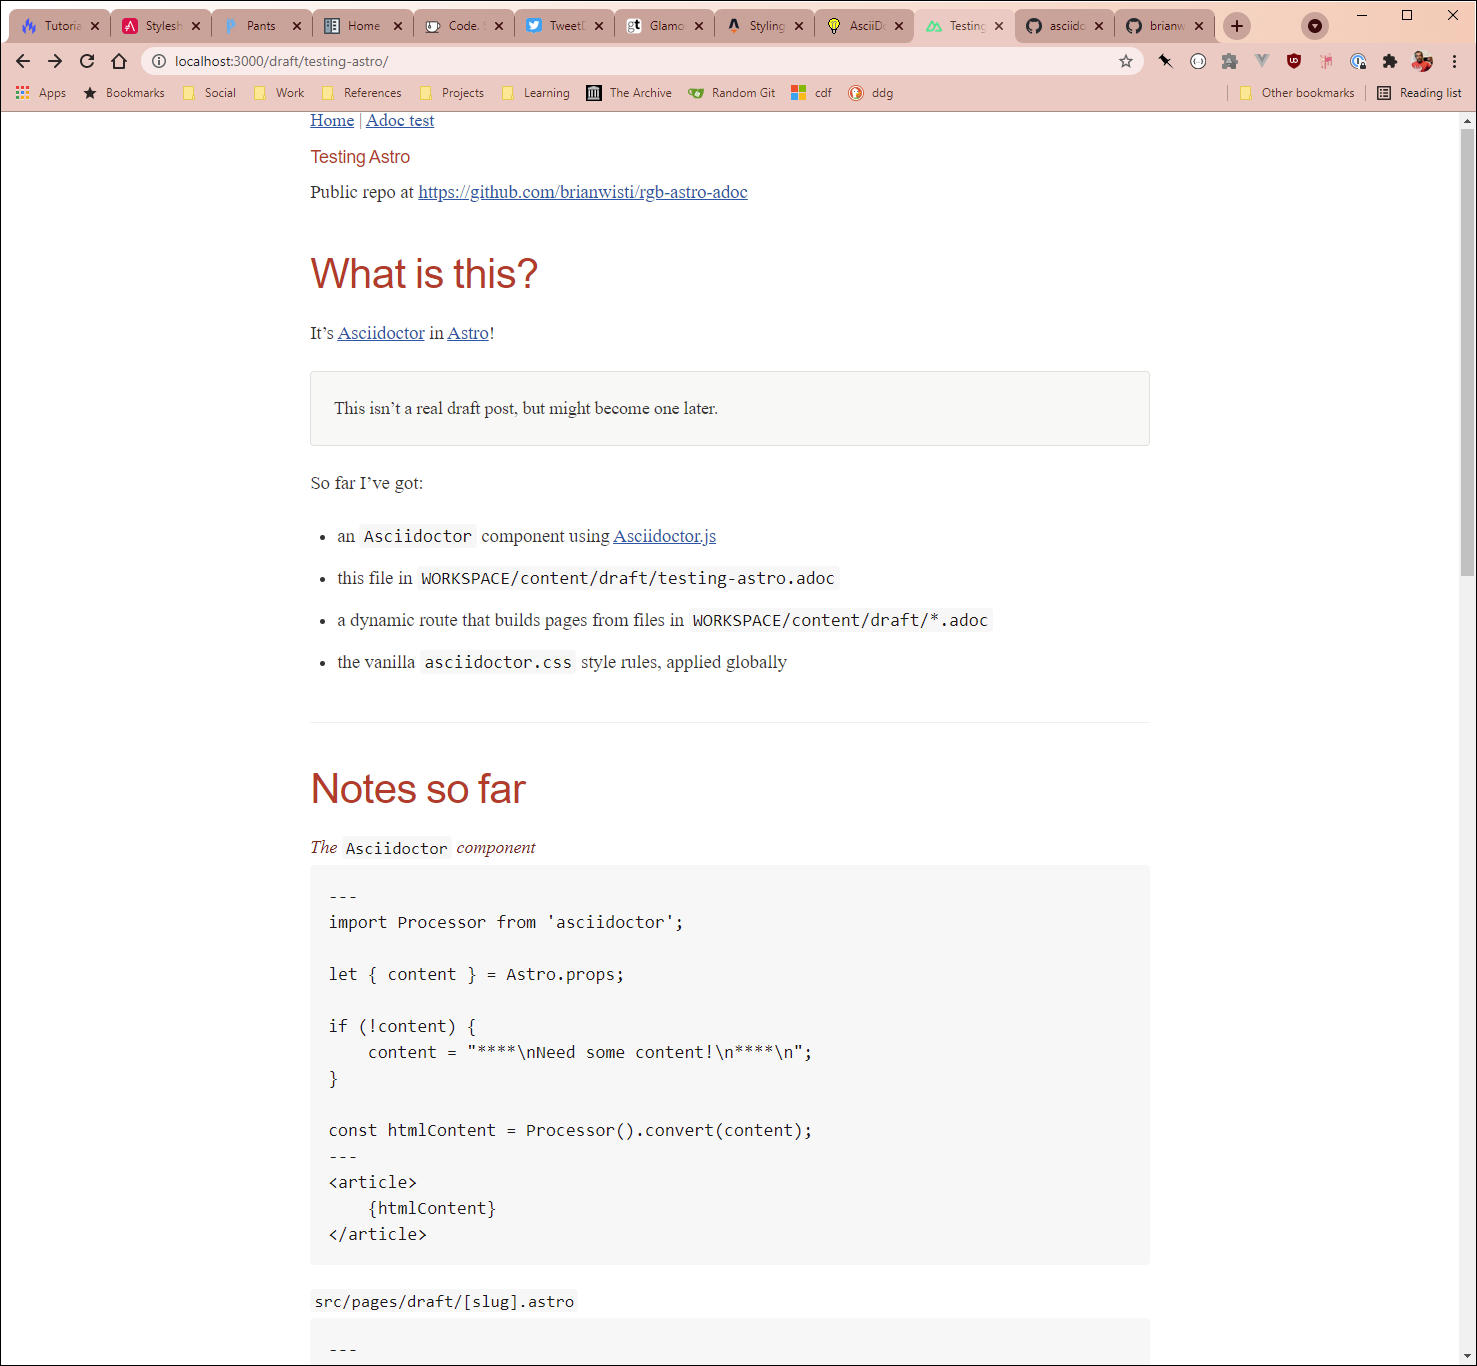 Tutoria
Stylesh
Pants
Home
Code.
TweetD
Glamo
Styling
AsciiDo
Testing
asciido
brianw
localhost:3000/draft/testing-astro/
Apps
Bookmarks
Social
Work
References
Projects
Learning
The Archive
Random Git
cdf
ddg
Other bookmarks
Reading list
Home | Adoc test
Testing Astro
Public repo at https://github.com/brianwisti/rgb-astro-adoc
What is this?
It’s Asciidoctor in Astro!
This isn’t a real draft post, but might become one later.
So far I’ve got:
• an Asciidoctor component using Asciidoctor.js
• this file in WORKSPACE/content/draft/testing-astro.adoc
• a dynamic route that builds pages from files in WORKSPACE/content/draft/*.adoc
• the vanilla asciidoctor.css style rules, applied globally
Notes so far
The Asciidoctor component
---
import Processor from 'asciidoctor';
let { content } = Astro.props;
if (!content) {
    content = "****\nNeed some content!\n****\n";
}
const htmlContent = Processor().convert(content);
---
<article>
    {htmlContent}
</article>
src/pages/draft/[slug].astro
---